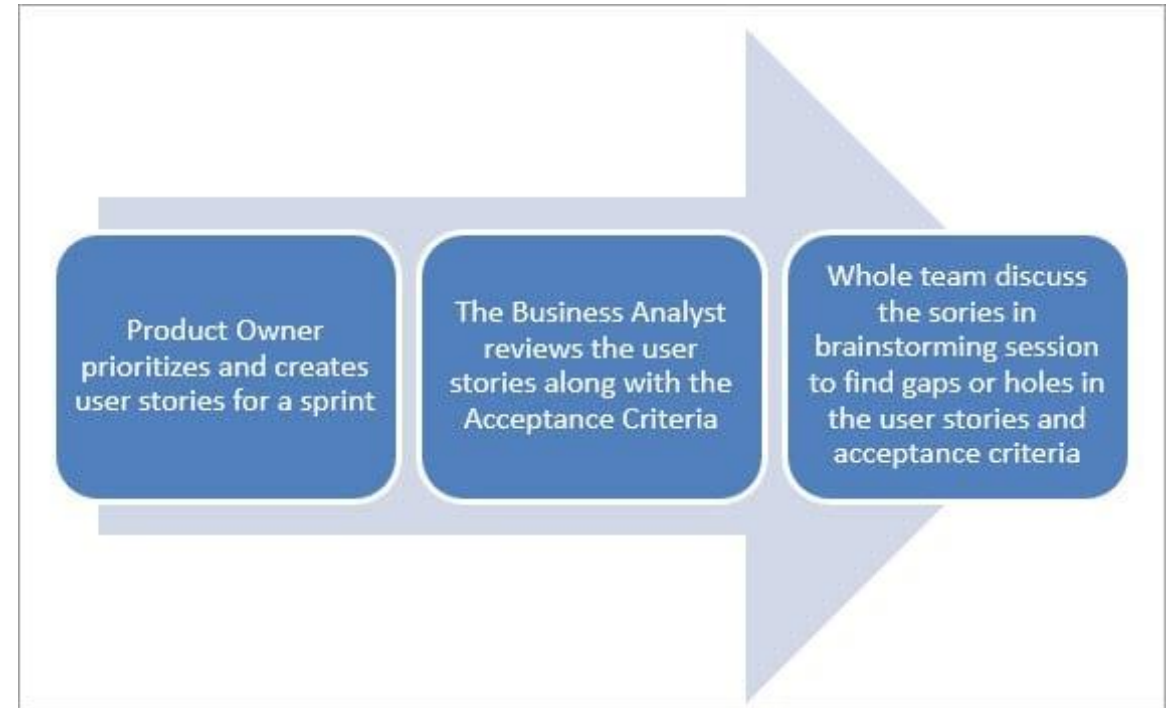 Product Owner
prioritizes and creates
user stories for a sprint
The Business Analyst
reviews the user
stories along with the
Acceptance Criteria
Whole team discuss
the sories in
brainstorming session
to find gaps or holes in
the user stories and
acceptance criteria